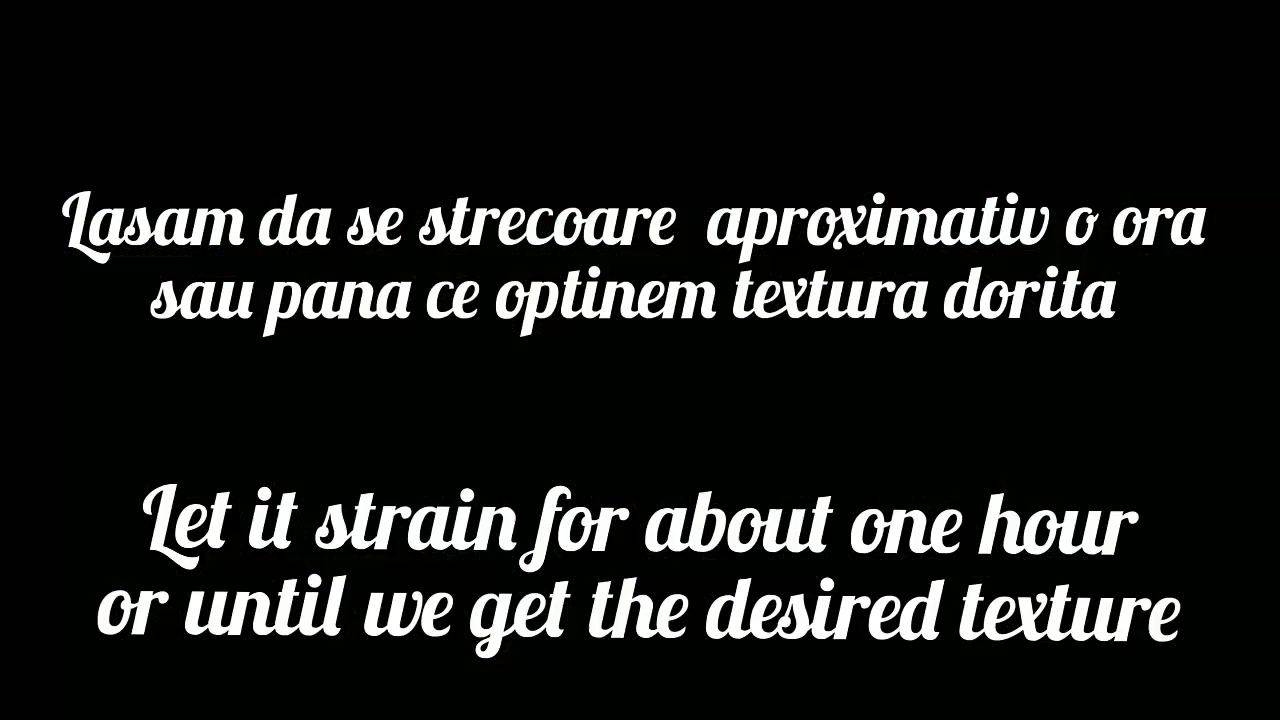 Lasam da se strecoare aproximativ o ora
sau pana ce optinem textura dorita
Let it strain for about one hour
or until we get the desired texture